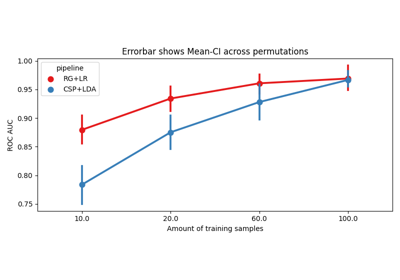 Errorbar shows Mean-CI across permutations
pipeline
RG+LR
CSP+LDA
ROC AUC
1.00
0.95
0.90
0.85
0.80
0.75
10.0 20.0 60.0 100.0
Amount of training samples